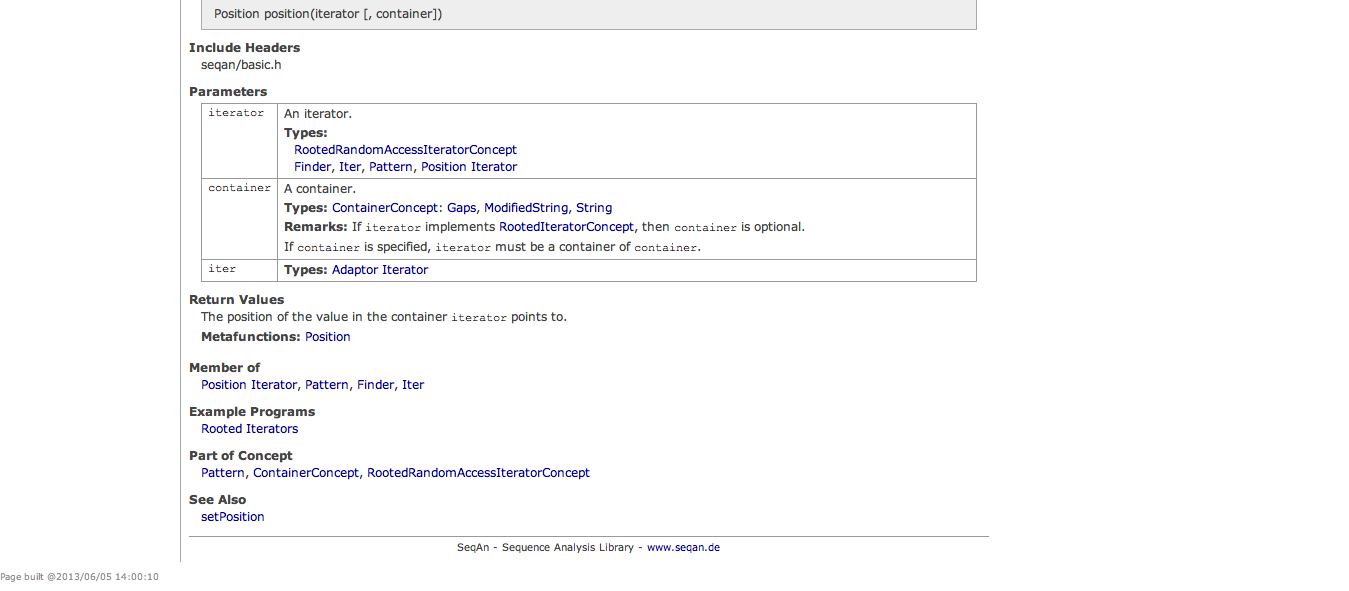 Position position(iterator [, container])
Include Headers
seqan/basic.h
Parameters
iterator
An iterator.
Types:
RootedRandomAccessIteratorConcept
Finder, Iter, Pattern, Position Iterator
container
A container.
Types: ContainerConcept: Gaps, ModifiedString, String
Remarks: If iterator implements RootedIteratorConcept, then container is optional.
If container is specified, iterator must be a container of container.
iter
Types: Adaptor Iterator
Return Values
The position of the value in the container iterator points to.
Metafunctions: Position
Member of
Position Iterator, Pattern, Finder, Iter
Example Programs
Rooted Iterators
Part of Concept
Pattern, ContainerConcept, RootedRandomAccessIteratorConcept
See Also
setPosition
SeqAn - Sequence Analysis Library - www.seqan.de
Page built @2013/06/05 14:00:10